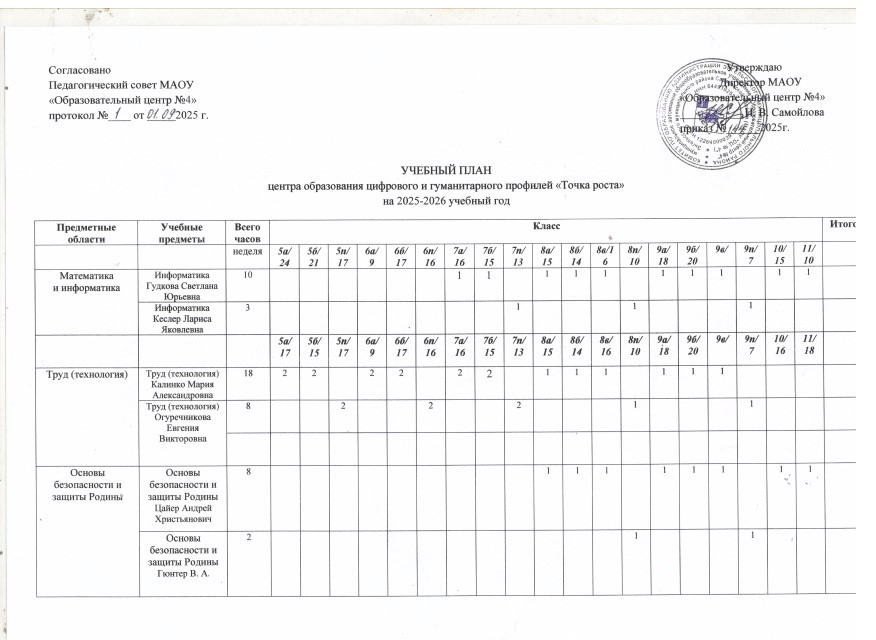 Согласовано
Педагогический совет МАОУ
«Образовательный центр №4»
протокол № 1 от 01.09 2025 г.
Утверждаю
Директор МАОУ
«Образовательный центр №4»
Н. В. Самойлова
приказ № 2025г.
УЧЕБНЫЙ ПЛАН
центра образования цифрового и гуманитарного профилей «Точка роста»
на 2025-2026 учебный год
Предметные области Учебные предметы Всего часов Класс Итого
неделя 5а/24 5б/21 5п/17 6а/9 6б/17 6п/16 7а/16 7б/15 7п/13 8а/15 8б/14 8в/16 8п/10 9а/18 9б/20 9в/ 9п/7 10/15 11/10
Математика и информатика Информатика Гудкова Светлана Юрьевна 10 1 1 1 1 1 1 1 1 1 1
Информатика Кеслер Лариса Яковлевна 3 1 1 1
5а/17 5б/15 5п/17 6а/9 6б/17 6п/16 7а/16 7б/15 7п/13 8а/15 8б/14 8в/16 8п/10 9а/18 9б/20 9в/ 9п/7 10/16 11/18
Труд (технология) Труд (технология) Калинко Мария Александровна 18 2 2 2 2 2 2 1 1 1 1 1 1
Труд (технология) Огуречникова Евгения Викторовна 8 2 2 2 1 1
Основы безопасности и защиты Родины Основы безопасности и защиты Родины Цайер Андрей Христьянович 8 1 1 1 1 1 1 1 1
Основы безопасности и защиты Родины Гюнтер В. А. 2 1 1